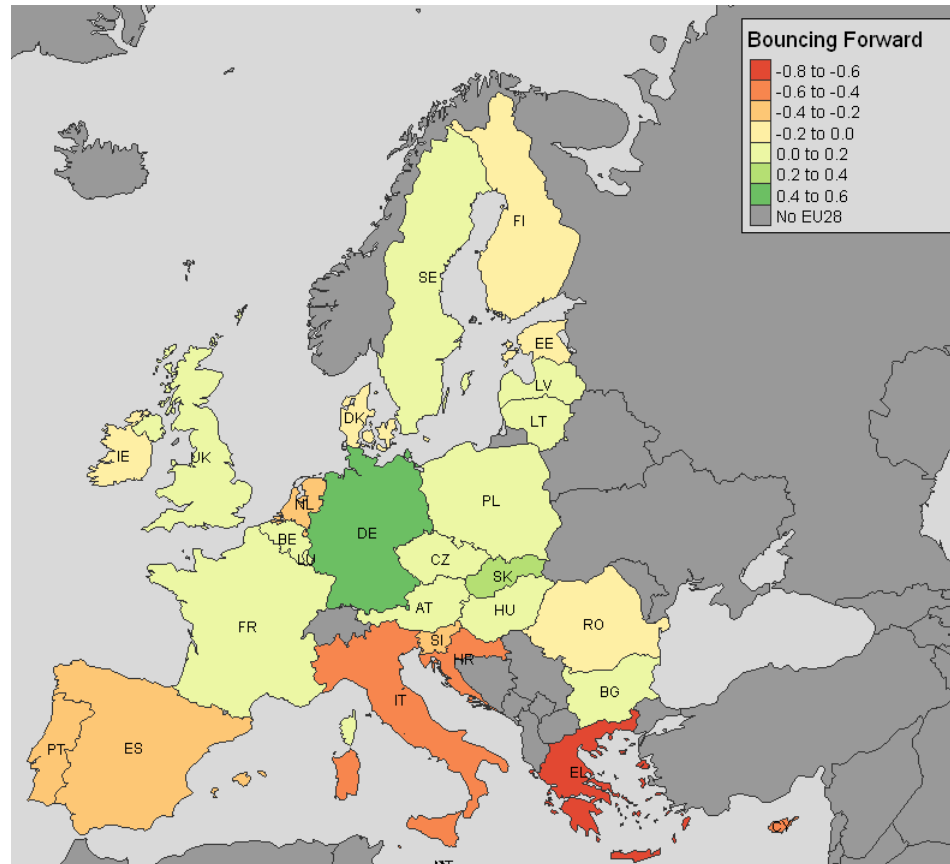 Bouncing Forward
-0.8 to -0.6
-0.6 to -0.4
-0.4 to -0.2
-0.2 to 0.0
0.0 to 0.2
0.2 to 0.4
0.4 to 0.6
No EU28
FI
SE
EE
LV
DK
LT
IE
UK
NL
PL
DE
BE
LU
CZ
SK
AT
HU
FR
RO
SI
HR
BG
IT
PT
ES
EL
CY